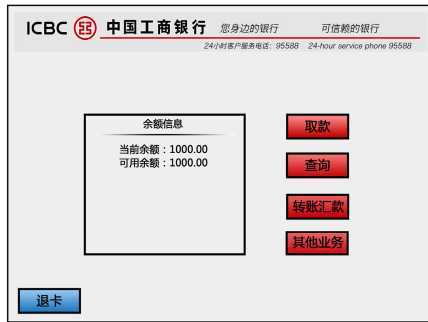 ICBC 中国工商银行 您身边的银行 可信赖的银行
24小时客户服务电话：95588 24-hour service phone 95588
余额信息
当前余额：1000.00
可用余额：1000.00
取款
查询
转账汇款
其他业务
退卡